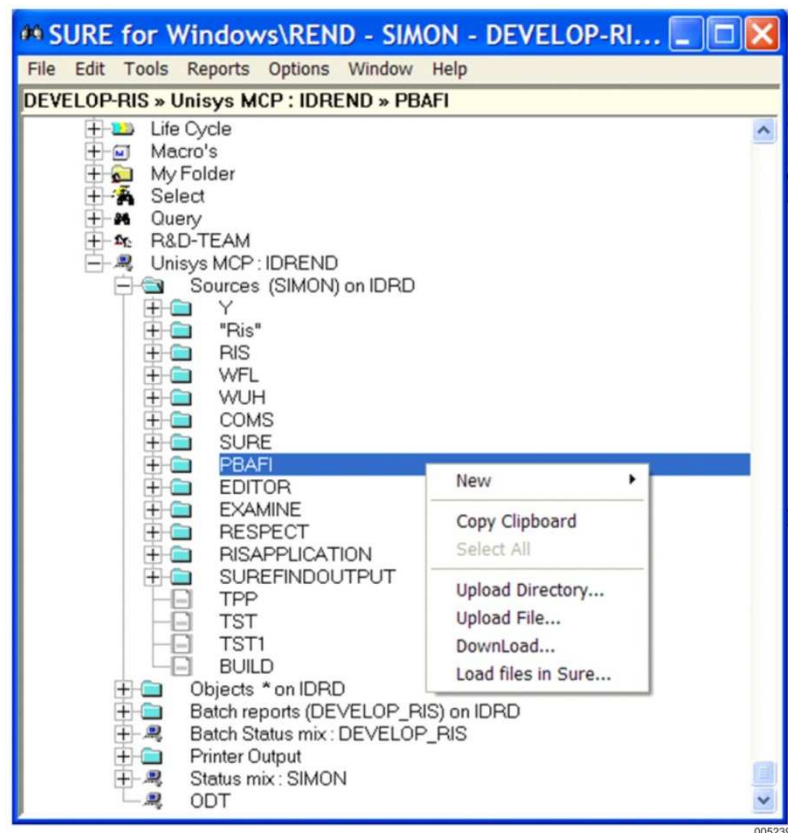 SURE for Windows\REND - SIMON - DEVELOP-RI...
File Edit Tools Reports Options Window Help
DEVELOP-RIS » Unisys MCP : IDREND » PBAFI
Life Cycle
Macro's
My Folder
Select
Query
R&D-TEAM
Unisys MCP : IDREND
Sources (SIMON) on IDRD
Y
"Ris"
RIS
WFL
WUH
COMS
SURE
PBAFI
EDITOR
EXAMINE
RESPECT
RISAPPLICATION
SUREFINDOUTPUT
TPP
TST
TST1
BUILD
New
Copy Clipboard
Select All
Upload Directory...
Upload File...
DownLoad...
Load files in Sure...
Objects * on IDRD
Batch reports (DEVELOP_RIS) on IDRD
Batch Status mix : DEVELOP_RIS
Printer Output
Status mix : SIMON
ODT
005239